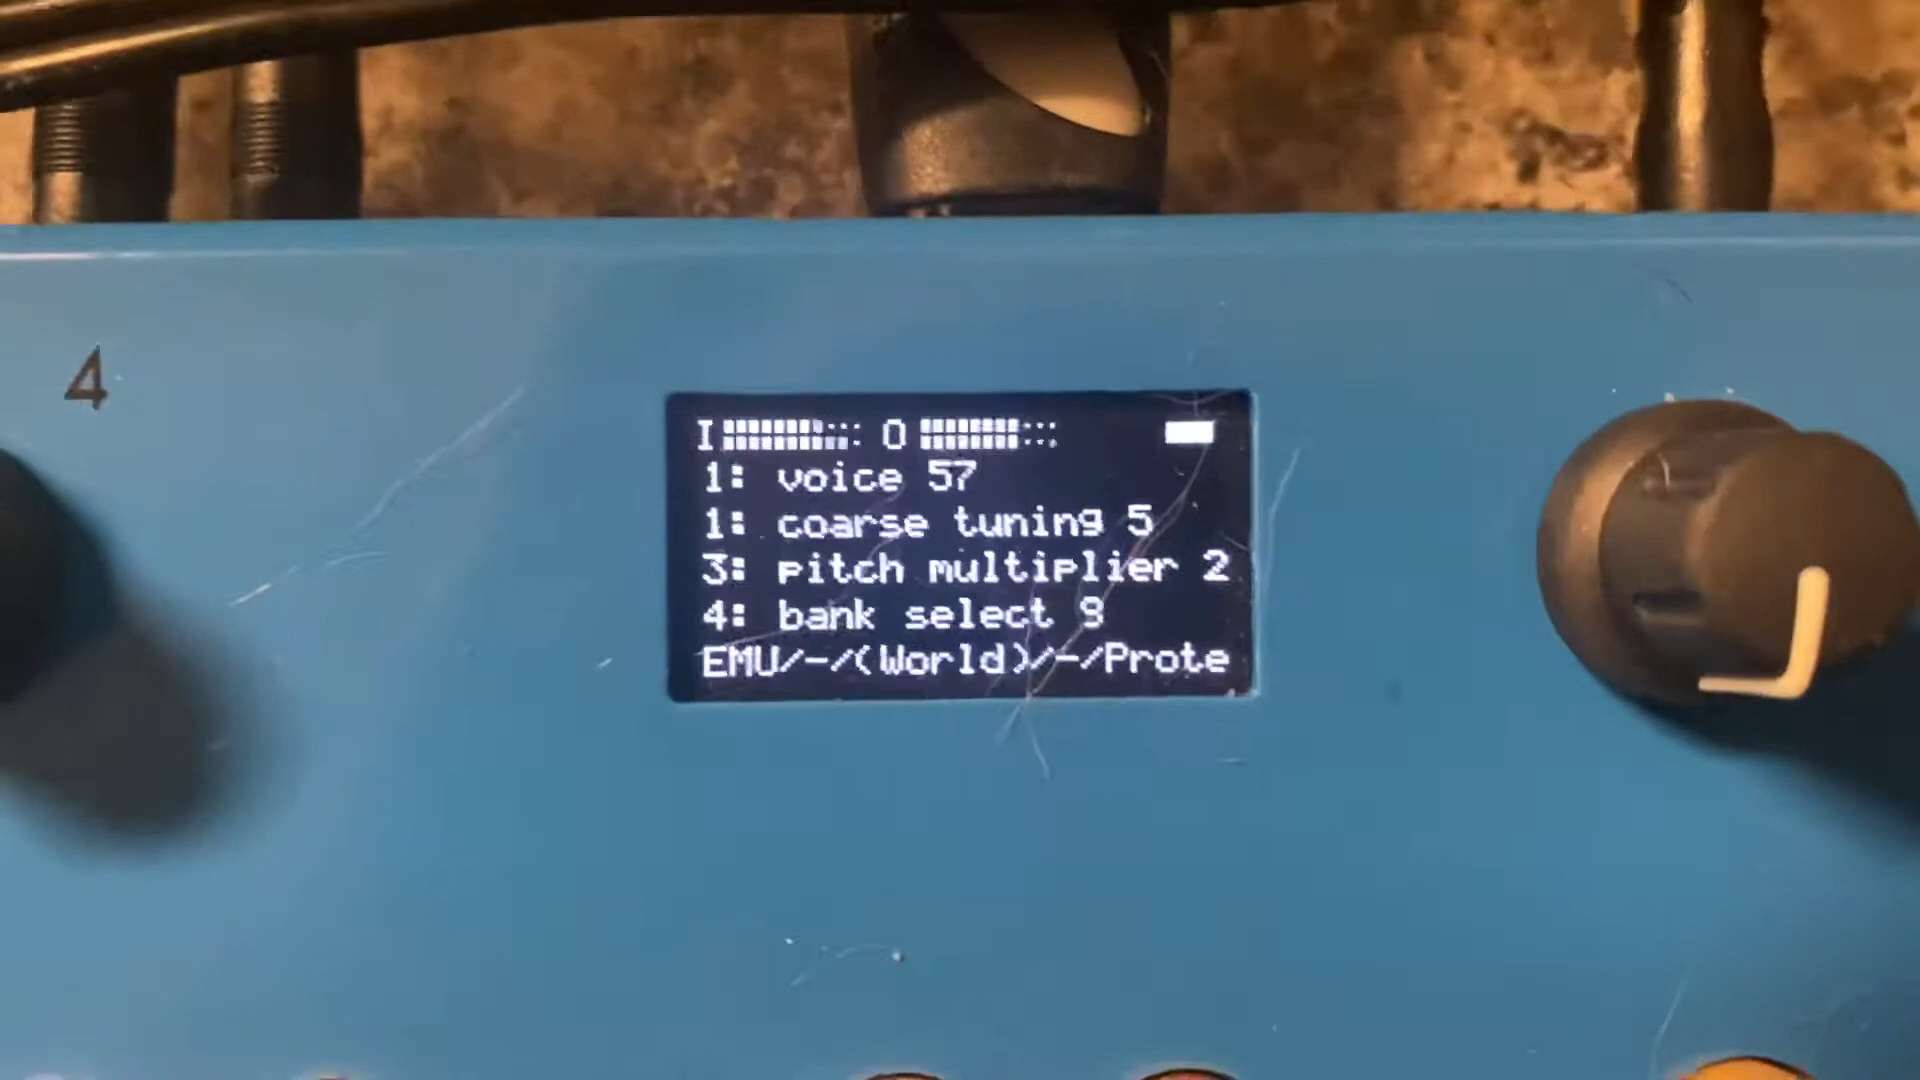 4
I O
1: voice 57
1: coarse tuning 5
3: pitch multiplier 2
4: bank select 9
EMU/-/(World)/-/Prote